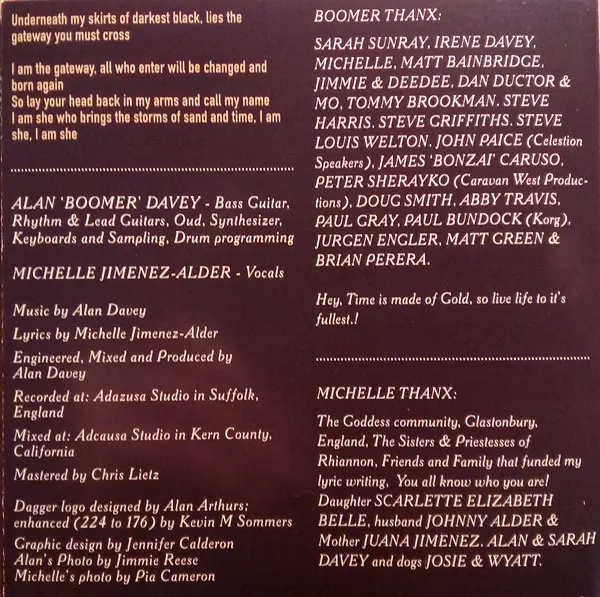 Underneath my skirts of darkest black, lies the
gateway you must cross
I am the gateway, all who enter will be changed and
born again
So lay your head back in my arms and call my name
I am she who brings the storms of sand and time, I am
she, I am she
ALAN 'BOOMER' DAVEY - Bass Guitar,
Rhythm & Lead Guitars, Oud, Synthesizer,
Keyboards and Sampling, Drum programming
MICHELLE JIMENEZ-ALDER - Vocals
Music by Alan Davey
Lyrics by Michelle Jimenez-Alder
Engineered, Mixed and Produced by
Alan Davey
Recorded at: Adazusa Studio in Suffolk,
England
Mixed at: Adcausa Studio in Kern County,
California
Mastered by Chris Lietz
Dagger logo designed by Alan Arthurs;
enhanced (224 to 176) by Kevin M Sommers
Graphic design by Jennifer Calderon
Alan's Photo by Jimmie Reese
Michelle's photo by Pia Cameron
BOOMER THANX:
SARAH SUNRAY, IRENE DAVEY,
MICHELLE, MATT BAINBRIDGE,
JIMMIE & DEEDEE, DAN DUCTOR &
MO, TOMMY BROOKMAN. STEVE
HARRIS. STEVE GRIFFITHS. STEVE
LOUIS WELTON. JOHN PAICE (Celestion
Speakers), JAMES 'BONZAI' CARUSO,
PETER SHERAYKO (Caravan West Produc-
tions), DOUG SMITH, ABBY TRAVIS,
PAUL GRAY, PAUL BUNDOCK (Korg),
JURGEN ENGLER, MATT GREEN &
BRIAN PERERA.
Hey, Time is made of Gold, so live life to it's
fullest.!
MICHELLE THANX:
The Goddess community, Glastonbury,
England, The Sisters & Priestesses of
Rhiannon, Friends and Family that funded my
lyric writing, You all know who you are!
Daughter SCARLETTE ELIZABETH
BELLE, husband JOHNNY ALDER &
Mother JUANA JIMENEZ. ALAN & SARAH
DAVEY and dogs JOSIE & WYATT.